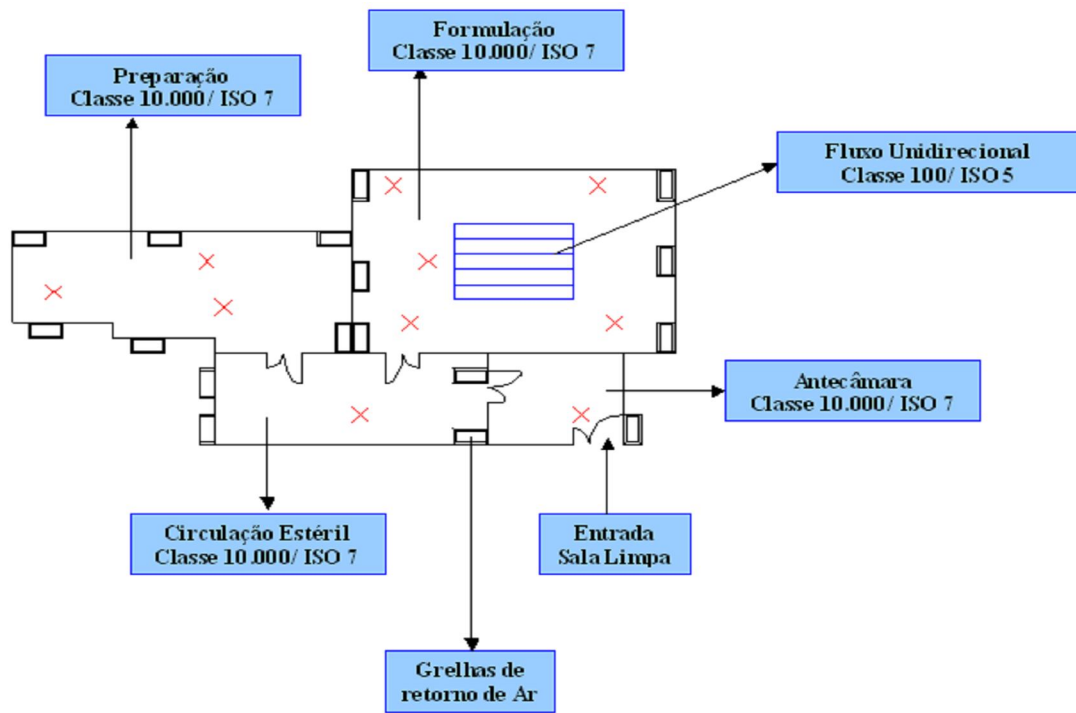 Formulação
Classe 10.000/ ISO 7
Preparação
Classe 10.000/ ISO 7
Fluxo Unidirecional
Classe 100/ ISO 5
Antecâmara
Classe 10.000/ ISO 7
Circulação Estéril
Classe 10.000/ ISO 7
Entrada
Sala Limpa
Grelhas de
retorno de Ar